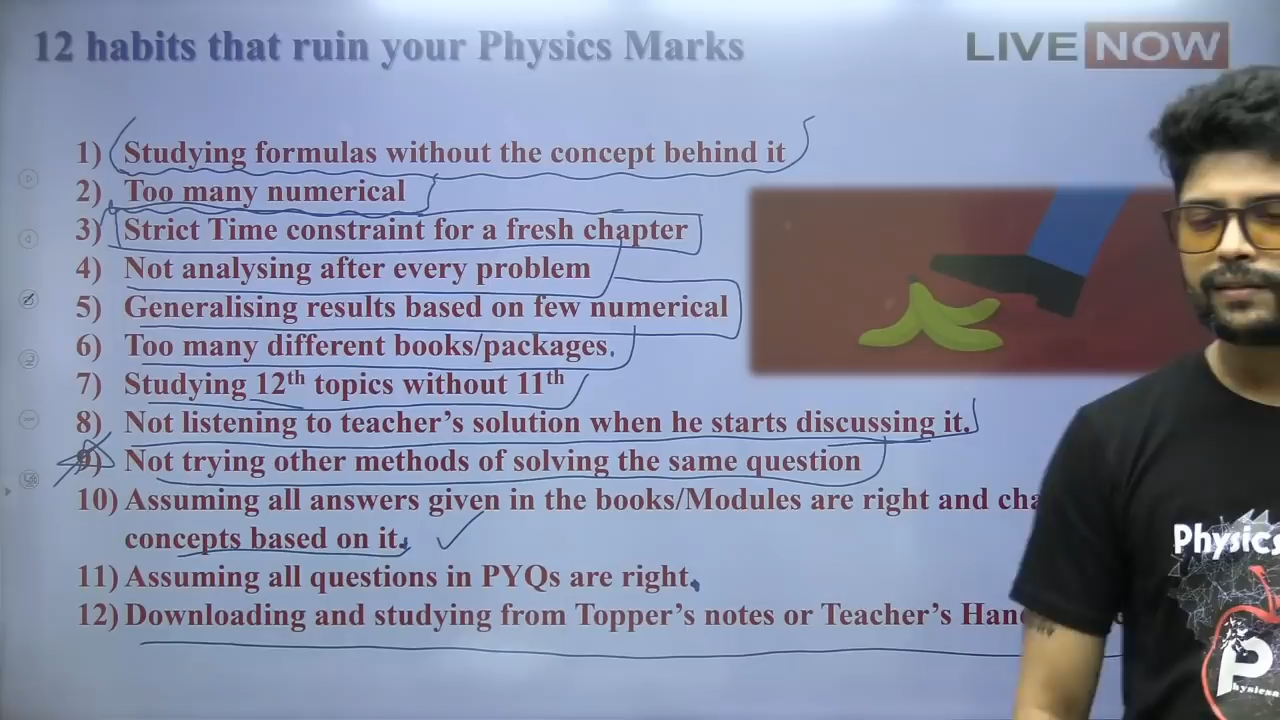 12 habits that ruin your Physics Marks
LIVE NOW
1) Studying formulas without the concept behind it
2) Too many numerical
3) Strict Time constraint for a fresh chapter
4) Not analysing after every problem
5) Generalising results based on few numerical
6) Too many different books/packages.
7) Studying 12th topics without 11th
8) Not listening to teacher's solution when he starts discussing it.
9) Not trying other methods of solving the same question
10) Assuming all answers given in the books/Modules are right and
concepts based on it.
11) Assuming all questions in PYQs are right.
12) Downloading and studying from Topper's notes or Teacher's
Physics
P